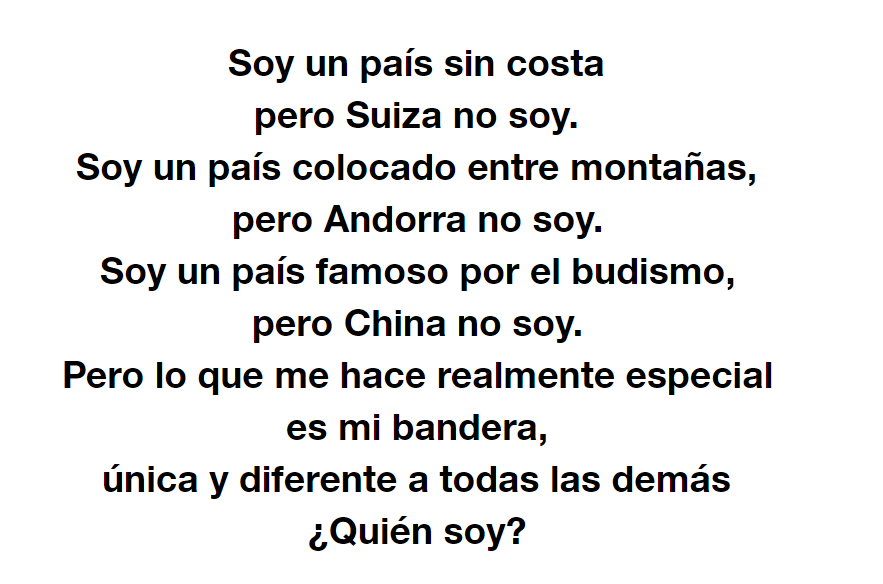 Soy un país sin costa
pero Suiza no soy.
Soy un país colocado entre montañas,
pero Andorra no soy.
Soy un país famoso por el budismo,
pero China no soy.
Pero lo que me hace realmente especial
es mi bandera,
única y diferente a todas las demás
¿Quién soy?